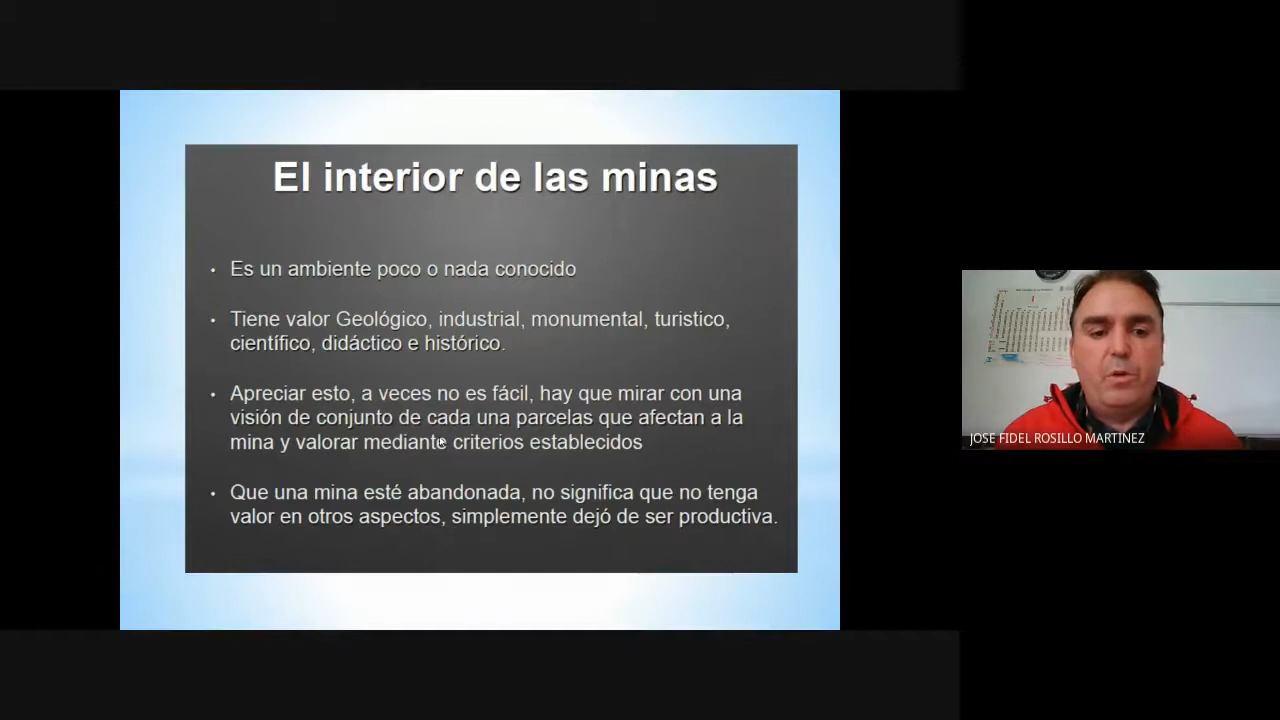 El interior de las minas
• Es un ambiente poco o nada conocido
• Tiene valor Geológico, industrial, monumental, turistico,
científico, didáctico e histórico.
• Apreciar esto, a veces no es fácil, hay que mirar con una
visión de conjunto de cada una parcelas que afectan a la
mina y valorar mediante criterios establecidos
• Que una mina esté abandonada, no significa que no tenga
valor en otros aspectos, simplemente dejó de ser productiva.
JOSE FIDEL ROSILLO MARTINEZ